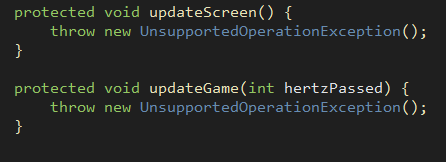 protected void updateScreen() {
    throw new UnsupportedOperationException();
}

protected void updateGame(int hertzPassed) {
    throw new UnsupportedOperationException();
}